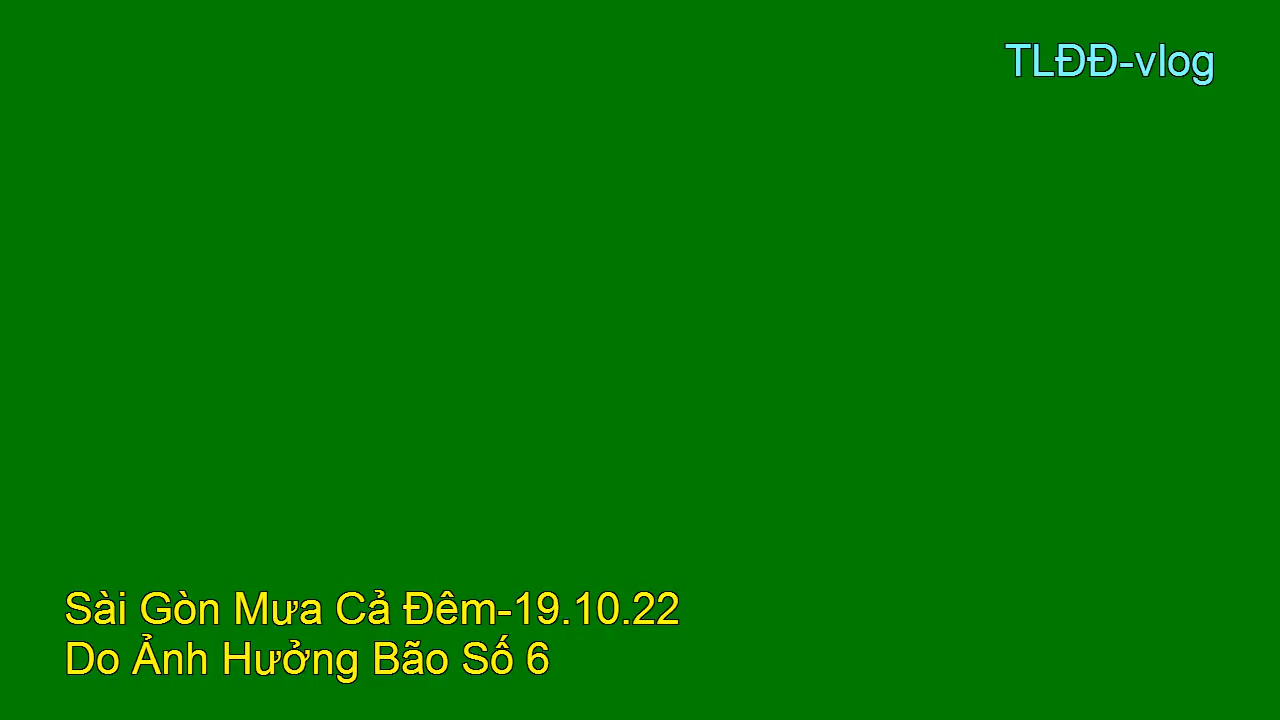 TLĐĐ-vlog
Sài Gòn Mưa Cả Đêm-19.10.22
Do Ảnh Hưởng Bão Số 6